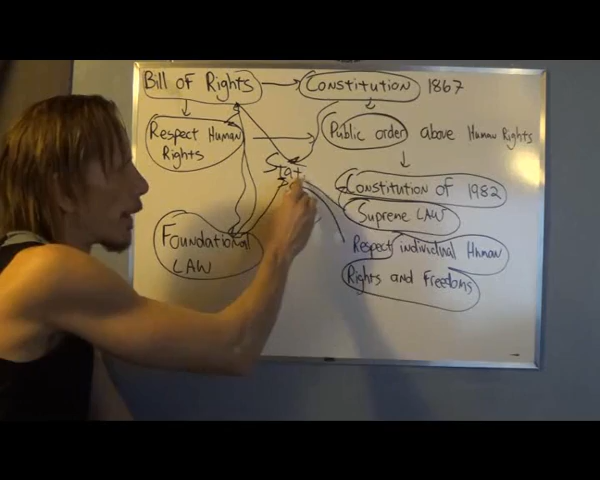 Bill of Rights
Constitution 1867
Respect Human
Rights
Public order above Human Rights
Constitution of 1982
Supreme LAW
Foundational
LAW
Respect individual Human
Rights and Freedoms